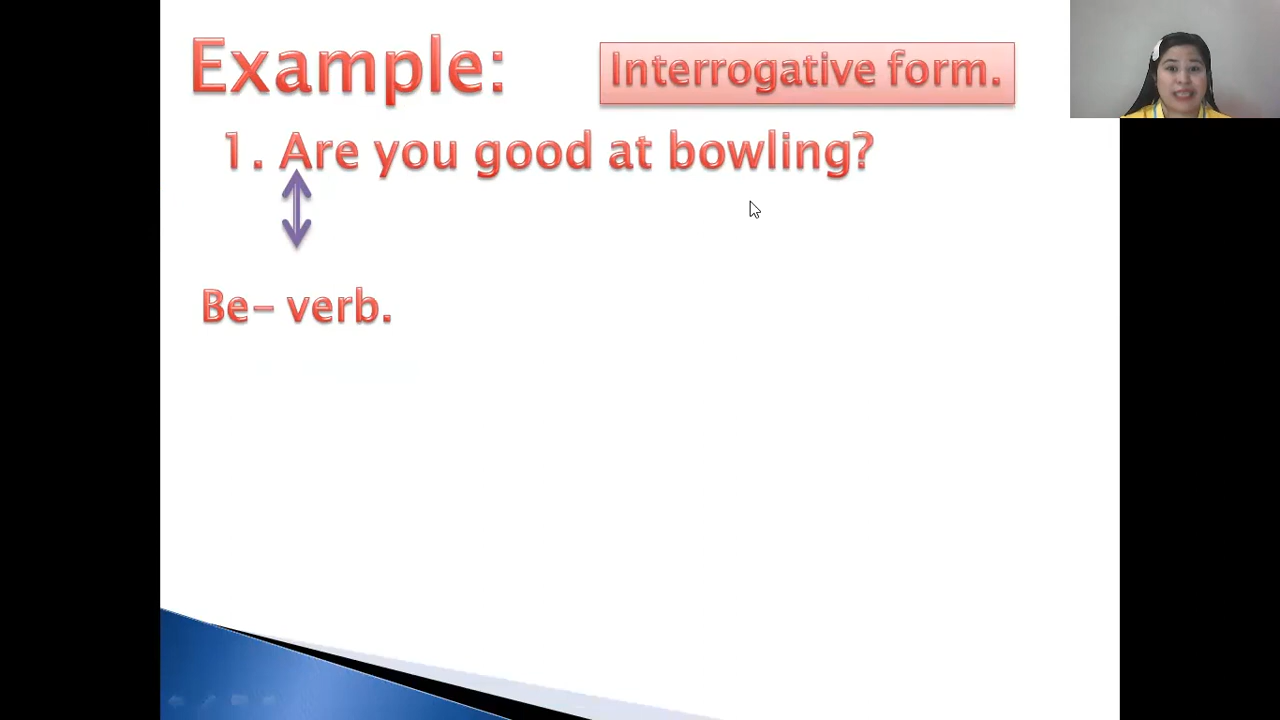 Example:
Interrogative form.
1. Are you good at bowling?
Be- verb.